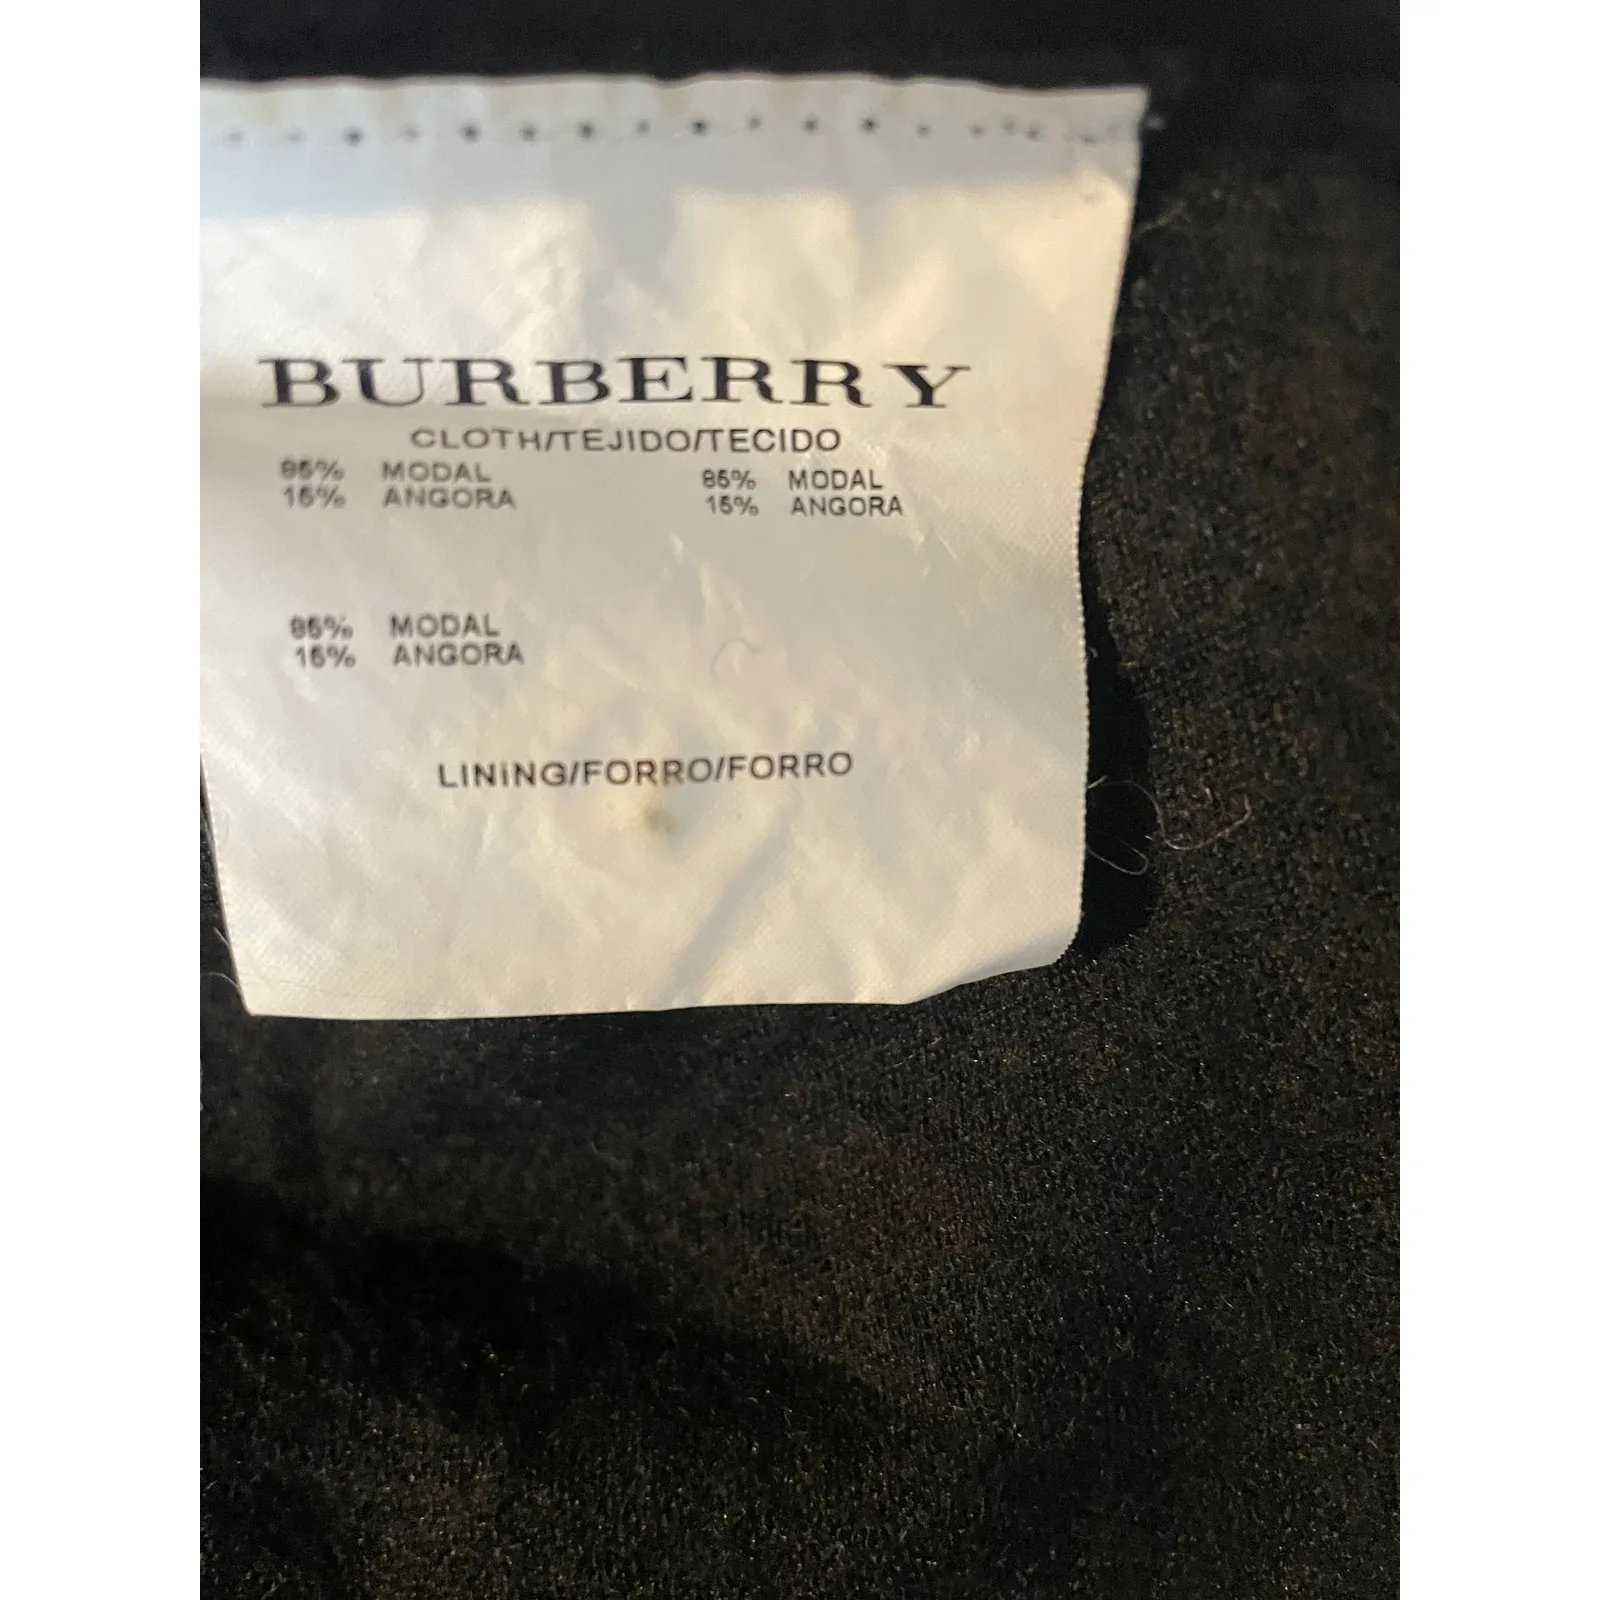 BURBERRY
CLOTH/TEJIDO/TECIDO
85% MODAL 85% MODAL
15% ANGORA 15% ANGORA
85% MODAL
15% ANGORA
LINING/FORRO/FORRO